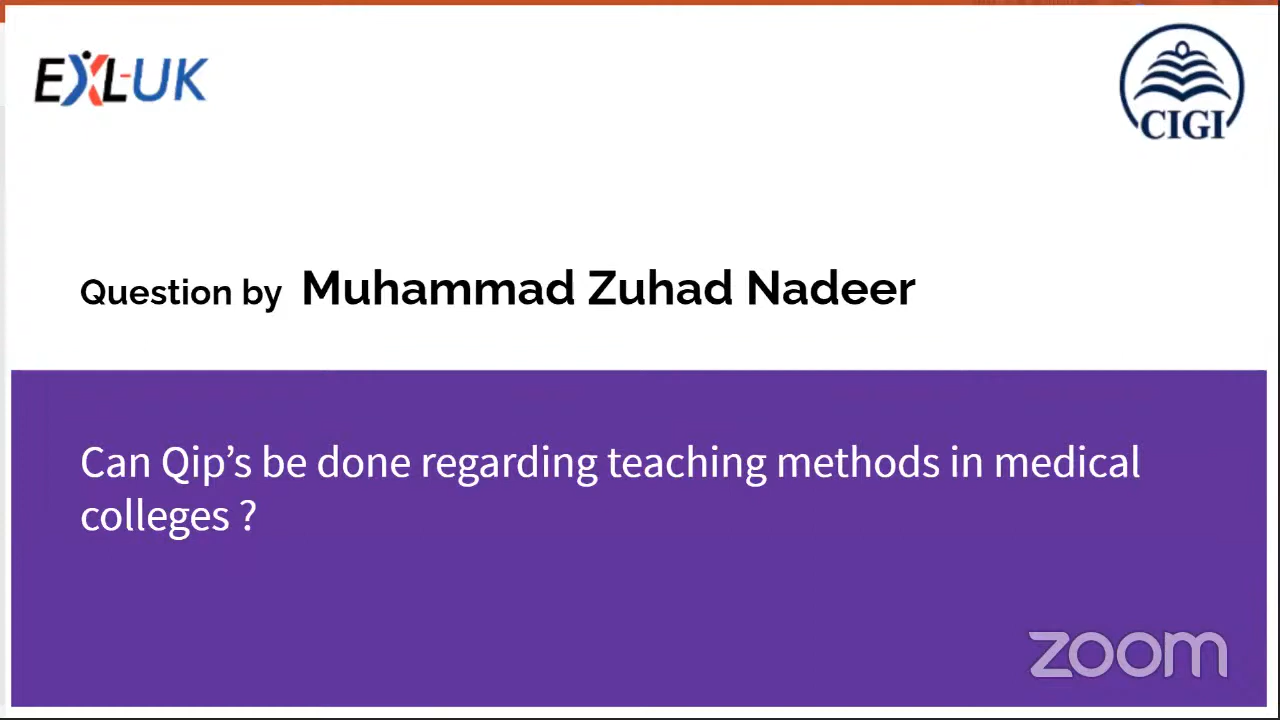 EXL-UK
CIGI
Question by Muhammad Zuhad Nadeer
Can Qip’s be done regarding teaching methods in medical
colleges ?
zoom